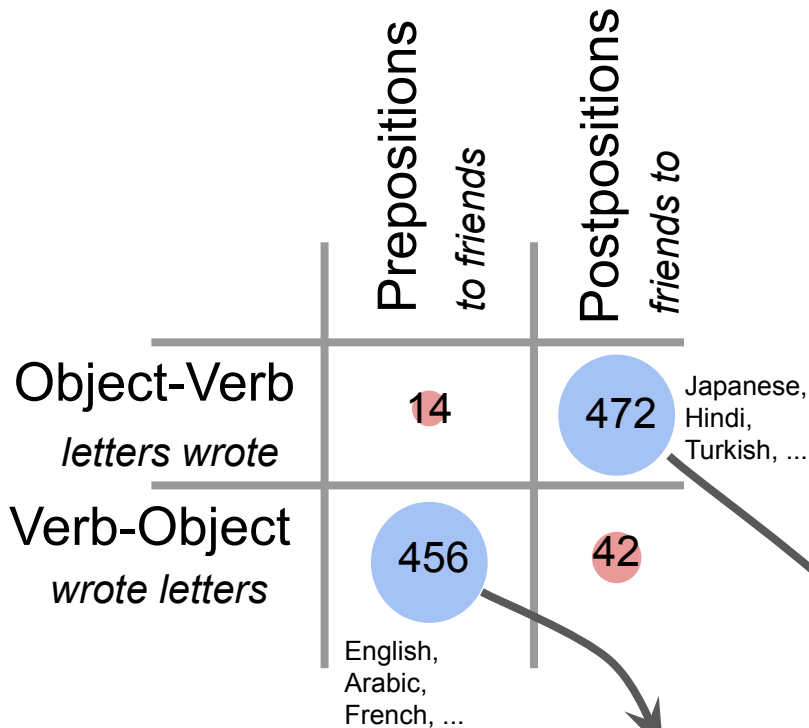 Prepositions
to friends
Postpositions
friends to
Object-Verb
letters wrote
14
472
Japanese,
Hindi,
Turkish, ...
Verb-Object
wrote letters
456
42
English,
Arabic,
French, ...